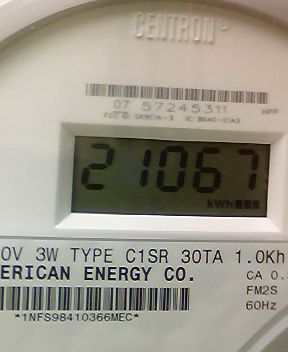 CENTRON®
07 57245311
21067
kWh
0V 3W TYPE C1SR 30TA 1.0Kh
ERICAN ENERGY CO.
CA 0.
FM2S
60Hz
*1NFS98410366MEC*